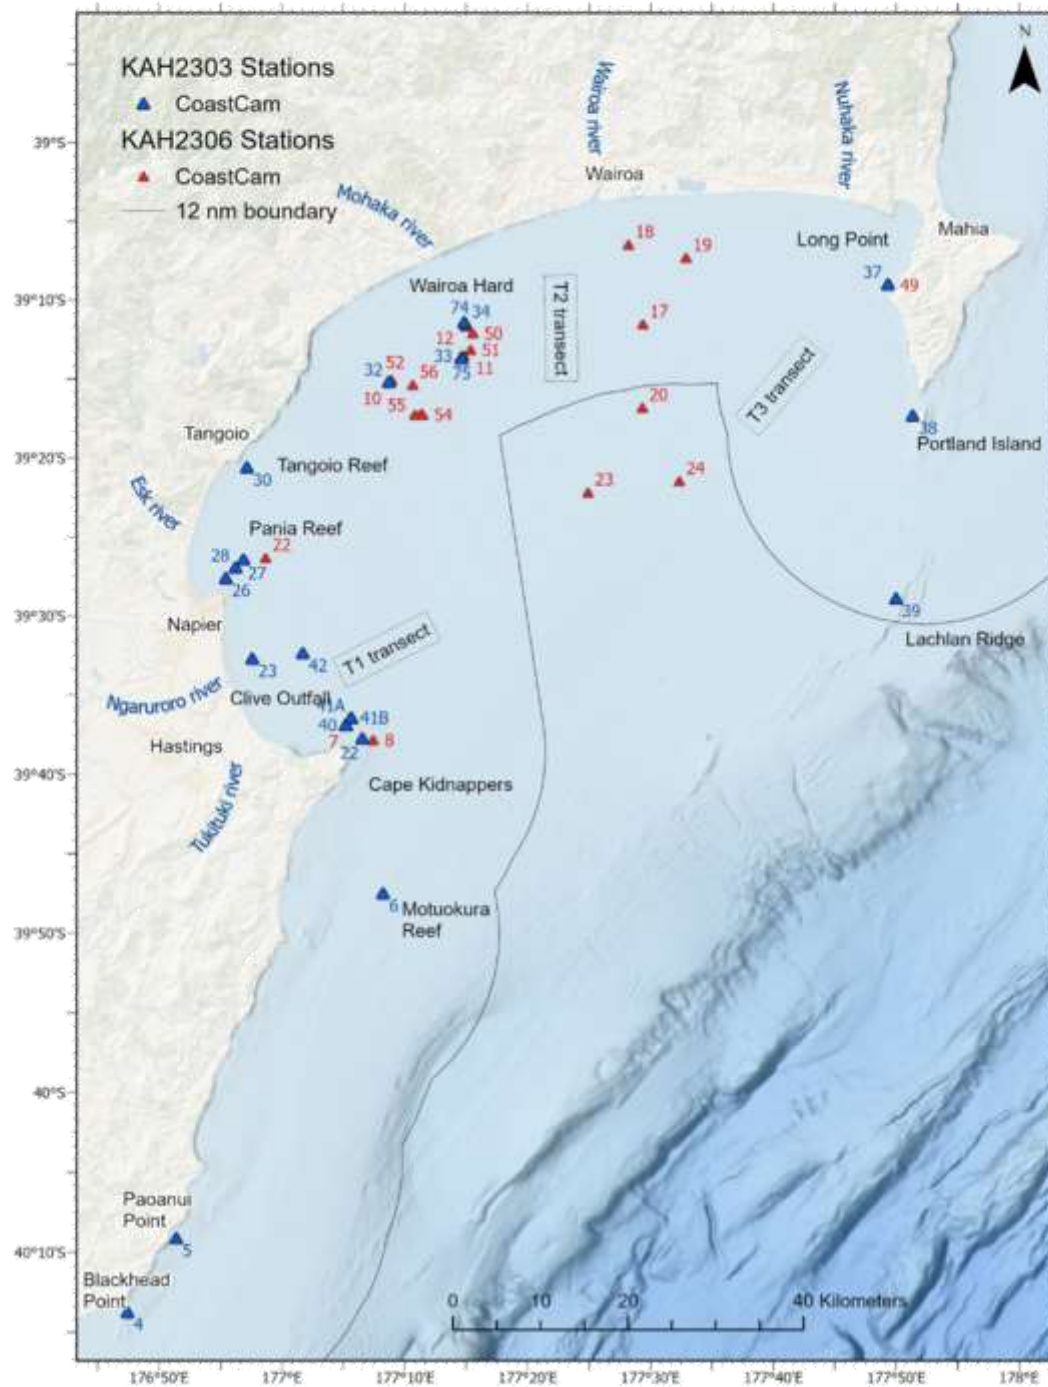 N
KAH2303 Stations
CoastCam
KAH2306 Stations
CoastCam
12 nm boundary
39°S
39°10'S
39°20'S
39°30'S
39°40'S
39°50'S
40°S
40°10'S
Wairoa river
Nuhaka river
Mohaka river
Wairoa
Mahia
Long Point
18
19
37
49
Wairoa Hard
74
34
12
50
17
T2 transect
33
51
11
75
52
32
56
10
55
54
20
T3 transect
38
Portland Island
Tangoio
Tangoio Reef
30
23
24
Esk river
Pania Reef
28
22
27
26
39
Napier
Lachlan Ridge
T1 transect
23
42
Ngaruroro river
Clive Outfall
41A
41B
40
7
8
22
Hastings
Tukituki river
Cape Kidnappers
6
Motuokura
Reef
Paoanui
Point
5
Blackhead
Point
4
0
10
20
40 Kilometers
176°50'E
177°E
177°10'E
177°20'E
177°30'E
177°40'E
177°50'E
178°E